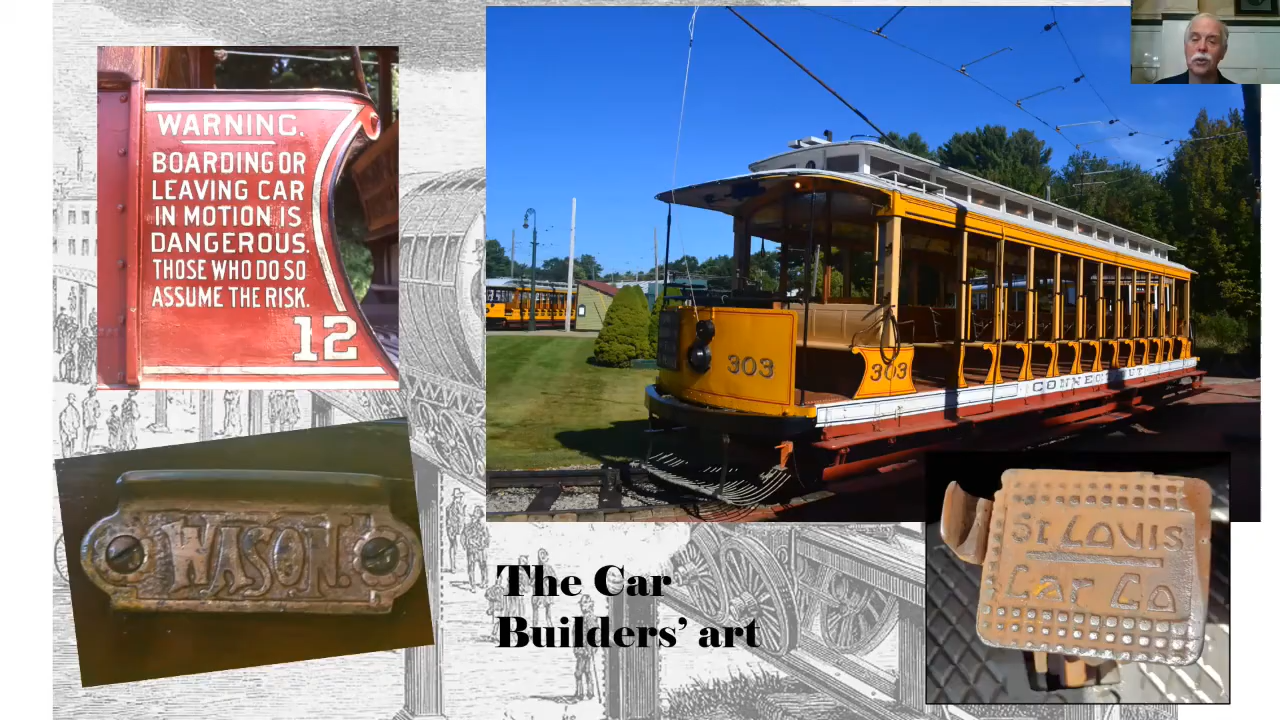 WARNING.
BOARDING OR
LEAVING CAR
IN MOTION IS
DANGEROUS.
THOSE WHO DO SO
ASSUME THE RISK.
12
303
303
CONNECTICUT
WASON.
The Car
Builders’ art
ST LOUIS
Car Co